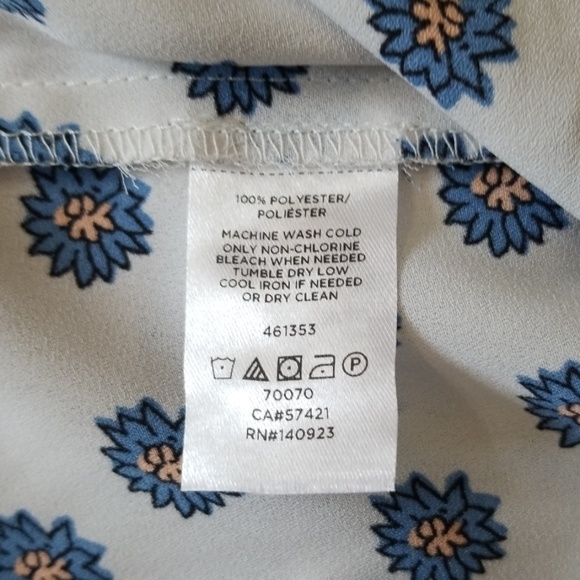 100% POLYESTER/
POLIÉSTER
MACHINE WASH COLD
ONLY NON-CHLORINE
BLEACH WHEN NEEDED
TUMBLE DRY LOW
COOL IRON IF NEEDED
OR DRY CLEAN
461353
P
70070
CA#57421
RN#140923